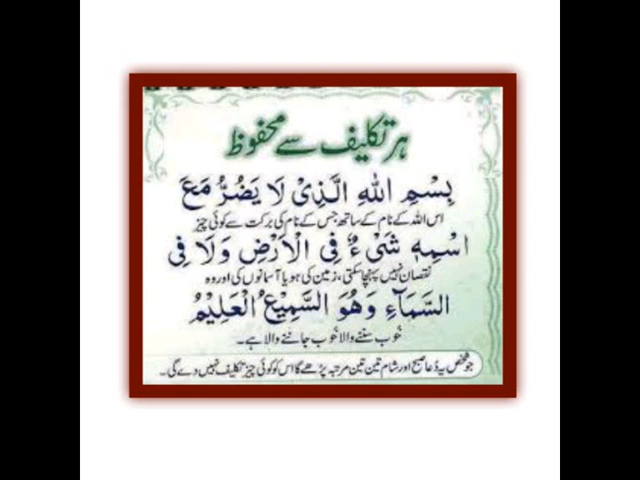 ہر تکلیف سے محفوظ
بِسْمِ اللّٰهِ الَّذِیْ لَا یَضُرُّ مَعَ
اس اللہ کے نام کے ساتھ جس کے نام کی برکت سے کوئی چیز
اسْمِهٖ شَیْءٌ فِی الْاَرْضِ وَلَا فِی
نقصان نہیں پہنچا سکتی، زمین کی ہو یا آسمانوں کی اور وہ
السَّمَآءِ وَهُوَ السَّمِیْعُ الْعَلِیْمُ
خوب سننے والا خوب جاننے والا ہے۔
جو شخص یہ دُعا صبح اور شام تین تین مرتبہ پڑھے گا اس کو کوئی چیز تکلیف نہیں دے گی۔